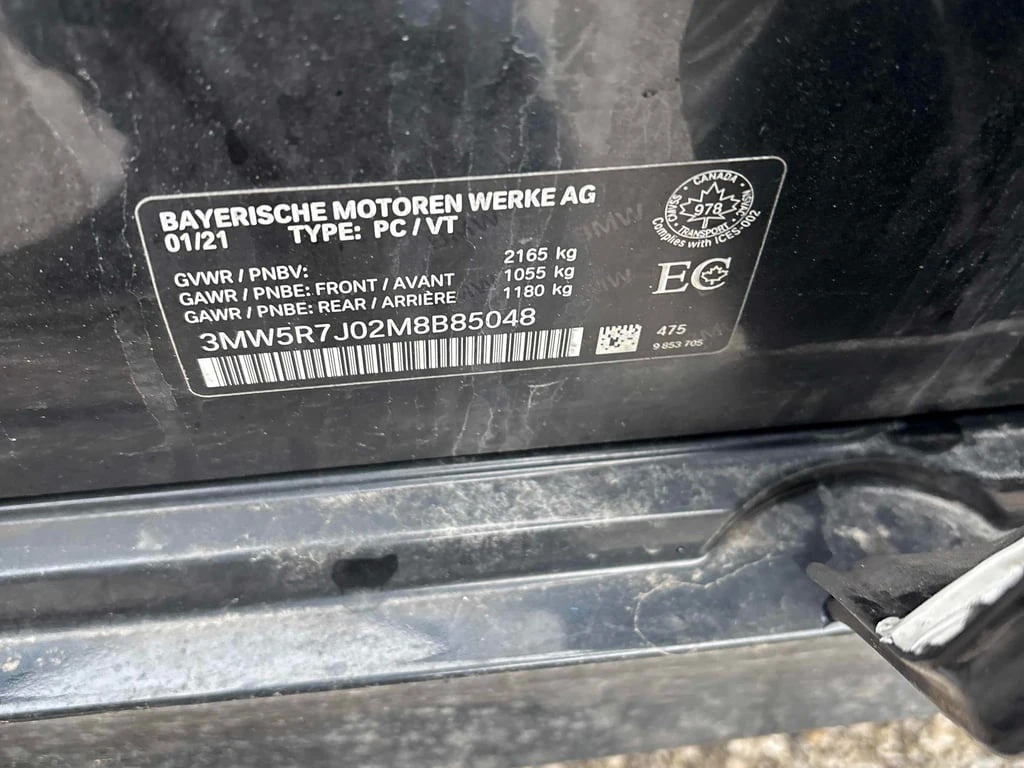 BAYERISCHE MOTOREN WERKE AG
01/21 TYPE: PC / VT
GVWR / PNBV: 2165 kg
GAWR / PNBE: FRONT / AVANT 1055 kg
GAWR / PNBE: REAR / ARRIÈRE 1180 kg
3MW5R7J02M8B85048
CANADA
978
TRANSPORT
Complies with ICES-002
EC
475
9 853 705